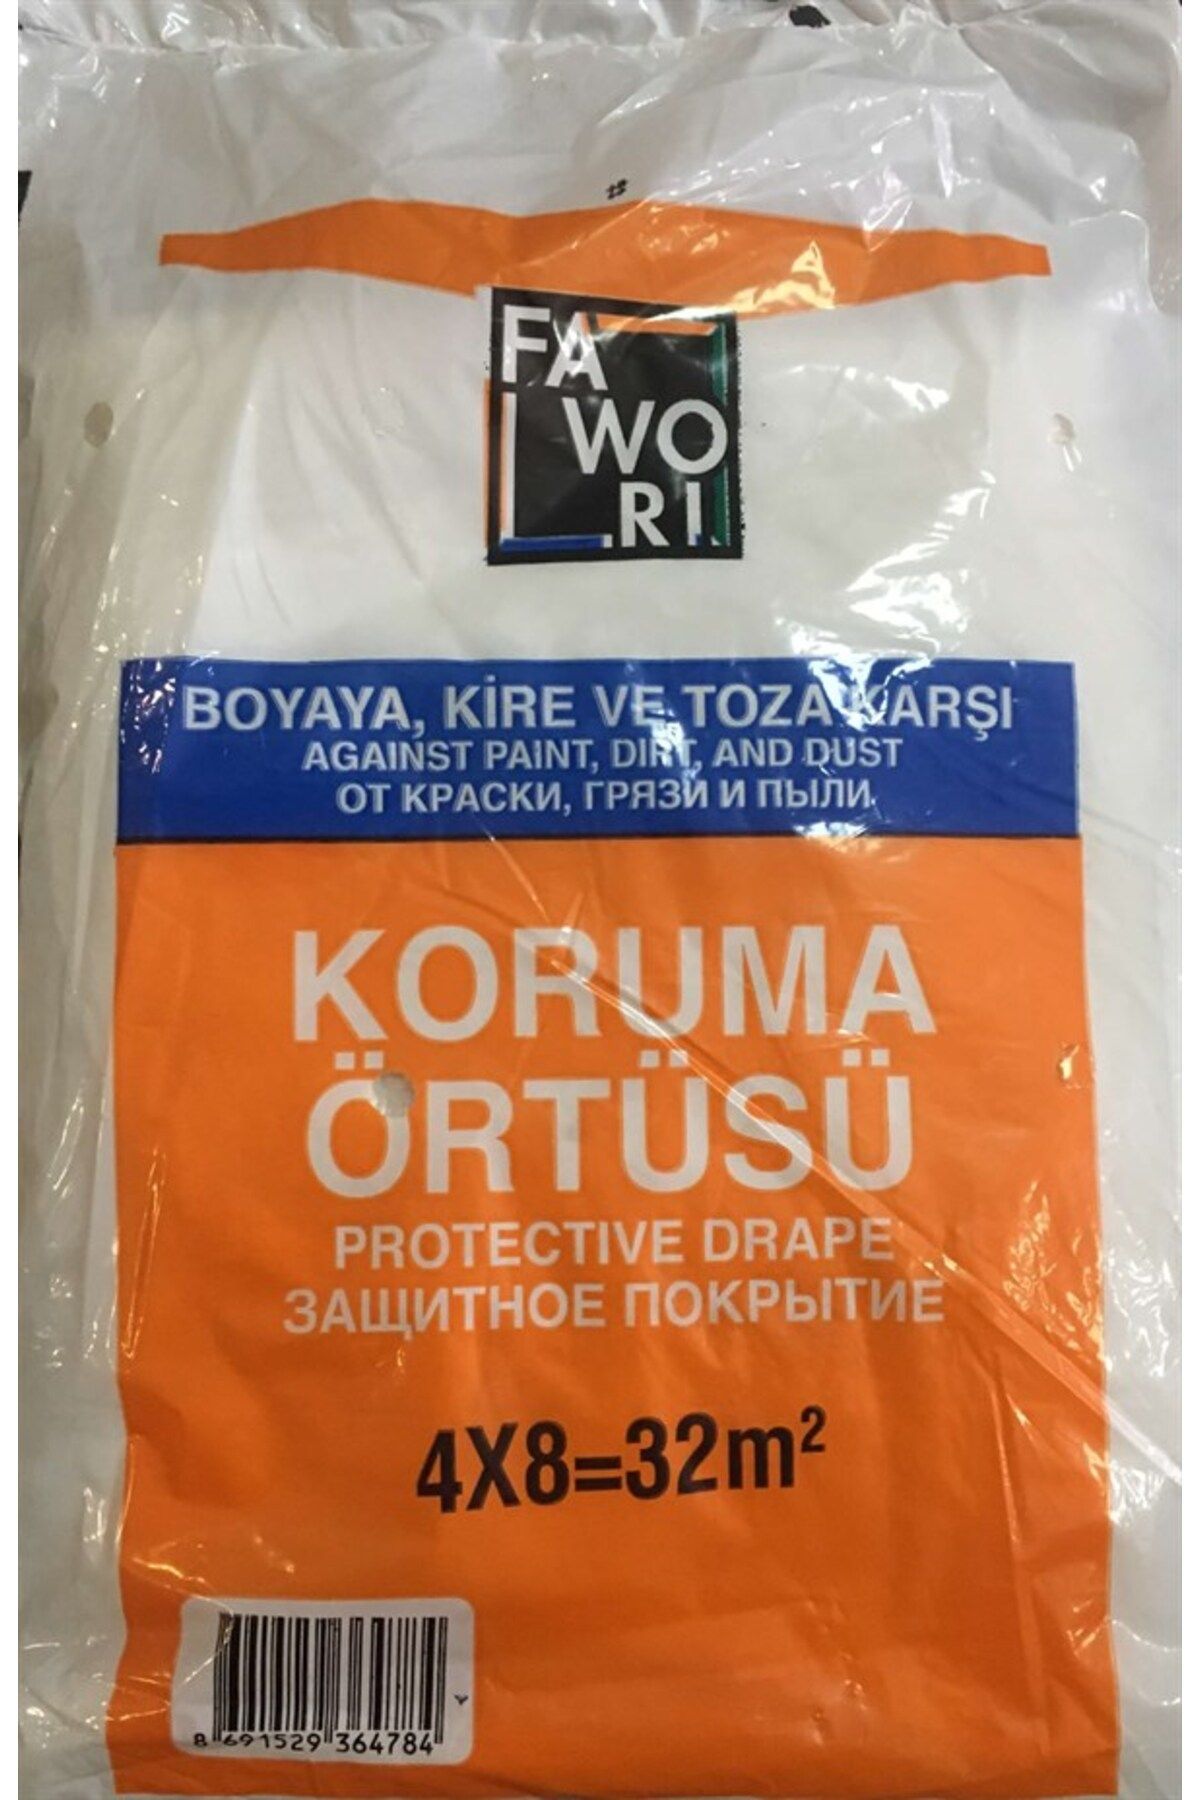 FA
WO
RI
BOYAYA, KİRE VE TOZA KARŞI
AGAINST PAINT, DIRT, AND DUST
ОТ КРАСКИ, ГРЯЗИ И ПЫЛИ
KORUMA
ÖRTÜSÜ
PROTECTIVE DRAPE
ЗАЩИТНОЕ ПОКРЫТИЕ
4X8=32m²
8 691529 364784